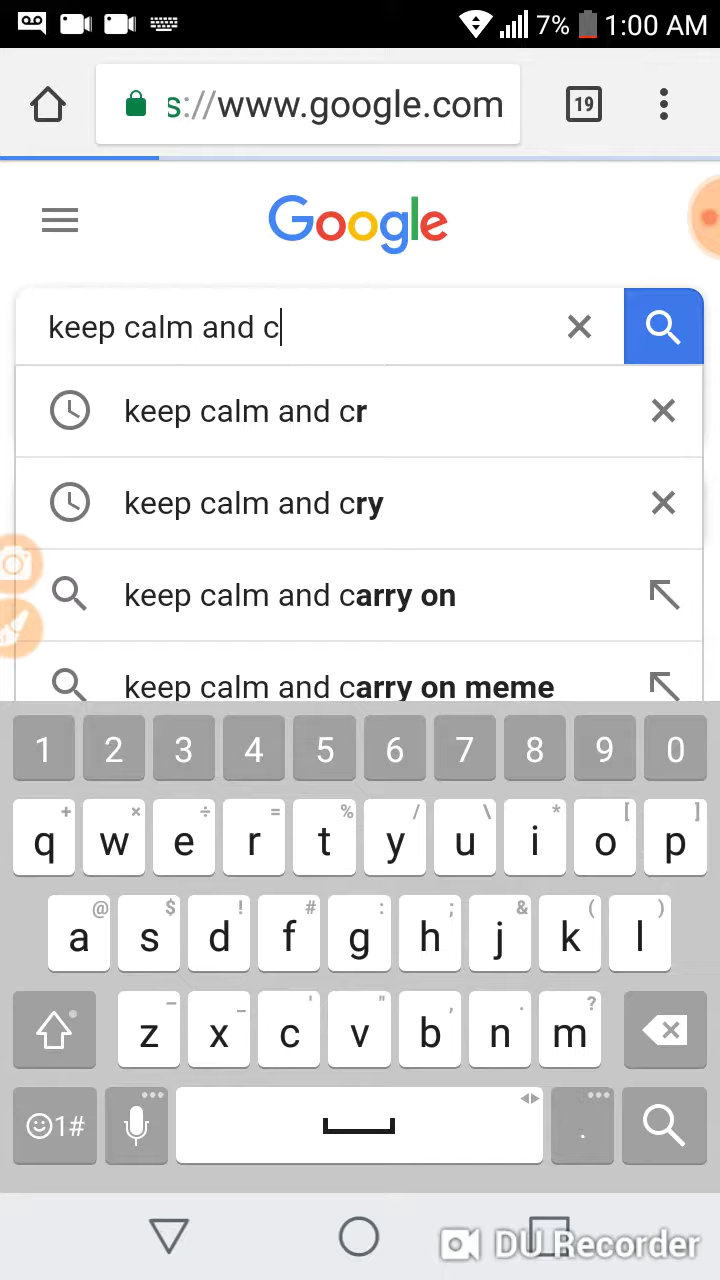 7% 1:00 AM
s://www.google.com 19
Google
keep calm and c
keep calm and cr
keep calm and cry
keep calm and carry on
keep calm and carry on meme
1 2 3 4 5 6 7 8 9 0
+ × ÷ = % / \ * [ ]
q w e r t y u i o p
@ $ ! # : ; & ( )
a s d f g h j k l
– _ ' " , . ?
z x c v b n m
1# .
DU Recorder